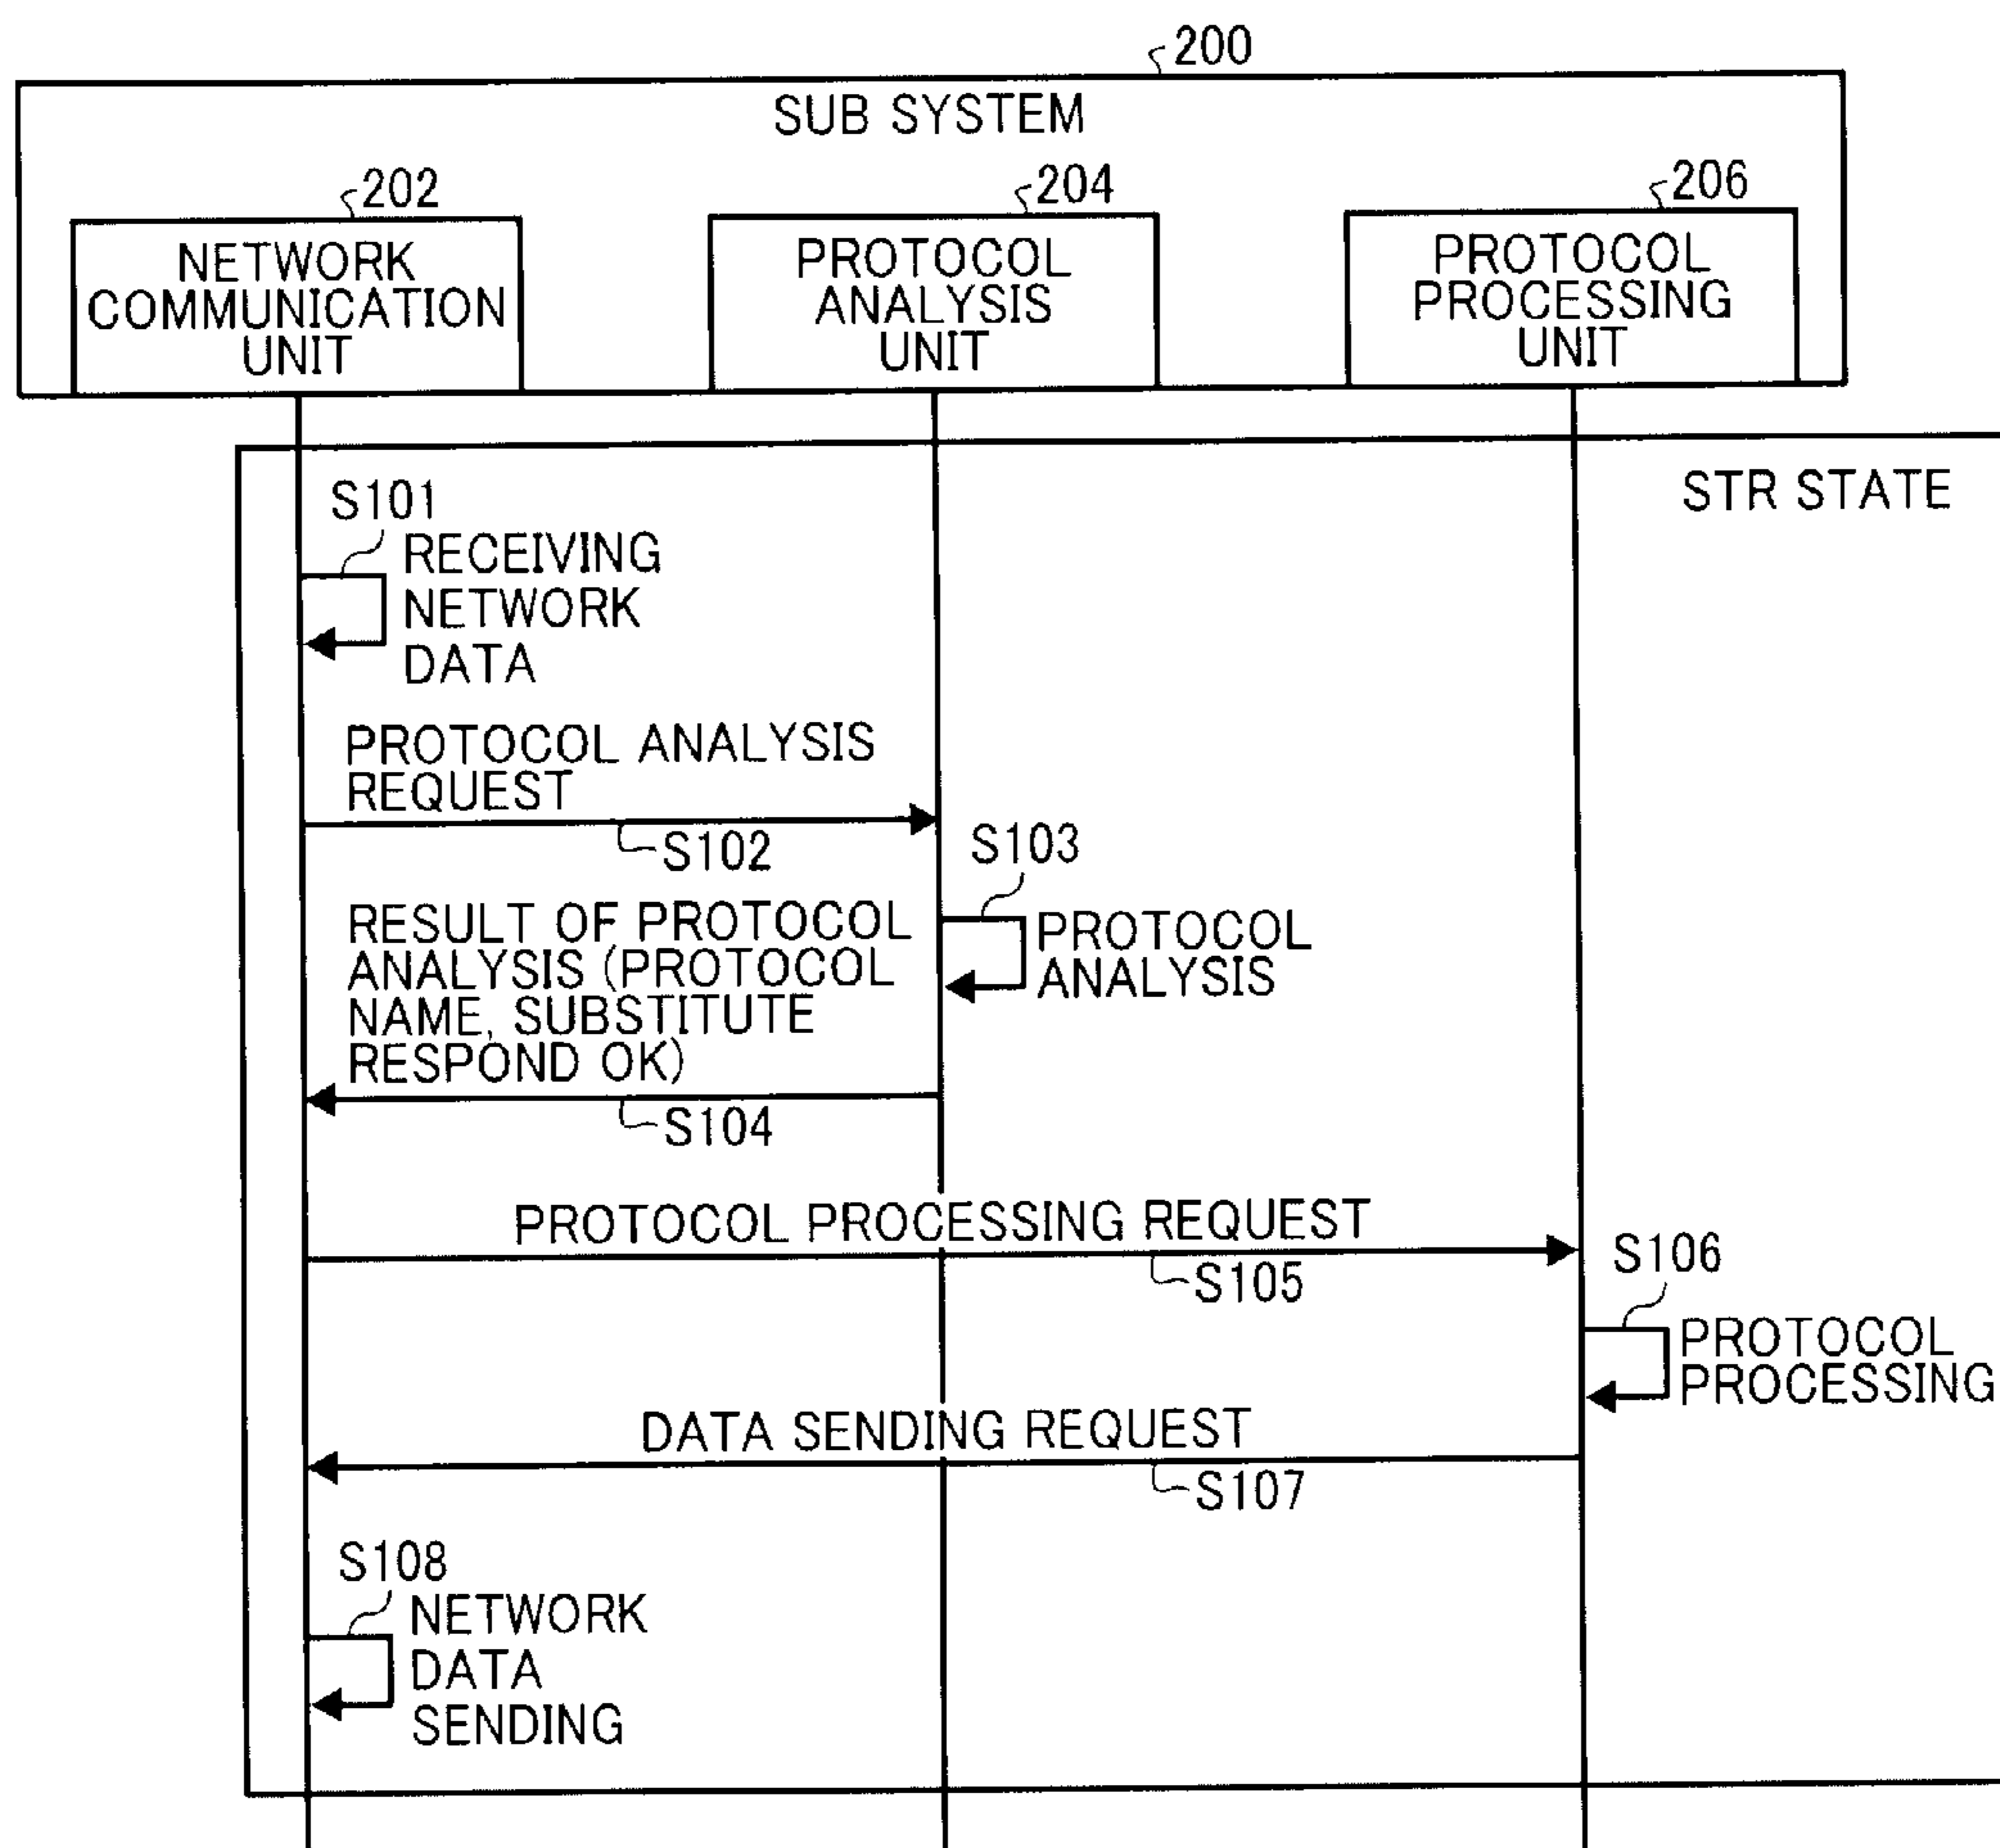 200
SUB SYSTEM
202
204
206
NETWORK
COMMUNICATION
UNIT
PROTOCOL
ANALYSIS
UNIT
PROTOCOL
PROCESSING
UNIT
STR STATE
S101
RECEIVING
NETWORK
DATA
PROTOCOL ANALYSIS
REQUEST
S102
S103
PROTOCOL
ANALYSIS
RESULT OF PROTOCOL
ANALYSIS (PROTOCOL
NAME, SUBSTITUTE
RESPOND OK)
S104
PROTOCOL PROCESSING REQUEST
S105
S106
PROTOCOL
PROCESSING
DATA SENDING REQUEST
S107
S108
NETWORK
DATA
SENDING